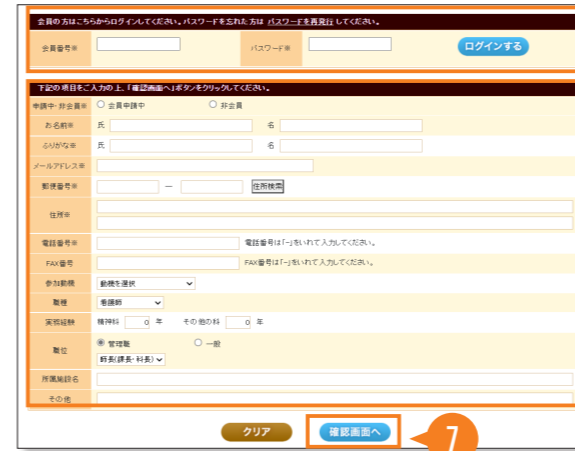 会員の方はこちらからログインしてください。パスワードを忘れた方は パスワードを再発行 してください。
会員番号※ パスワード※ ログインする
下記の項目をご入力の上、「確認画面へ」ボタンをクリックしてください。
申請中・非会員※ 会員申請中 非会員
お名前※ 氏 名
ふりがな※ 氏 名
メールアドレス※
郵便番号※ ― 住所検索
住所※
電話番号※ 電話番号は「-」をいれて入力してください。
FAX番号 FAX番号は「-」をいれて入力してください。
参加動機 動機を選択
職種 看護師
実務経験 精神科 0 年 その他の科 0 年
職位 管理職 一般
師長(課長・科長)
所属施設名
その他
クリア 確認画面へ 7